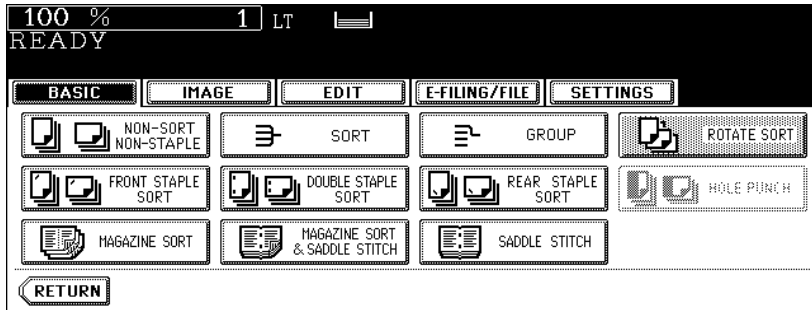 100 % 1 LT
READY
BASIC IMAGE EDIT E-FILING/FILE SETTINGS
NON-SORT
NON-STAPLE
SORT
GROUP
ROTATE SORT
FRONT STAPLE
SORT
DOUBLE STAPLE
SORT
REAR STAPLE
SORT
HOLE PUNCH
MAGAZINE SORT
MAGAZINE SORT
& SADDLE STITCH
SADDLE STITCH
RETURN